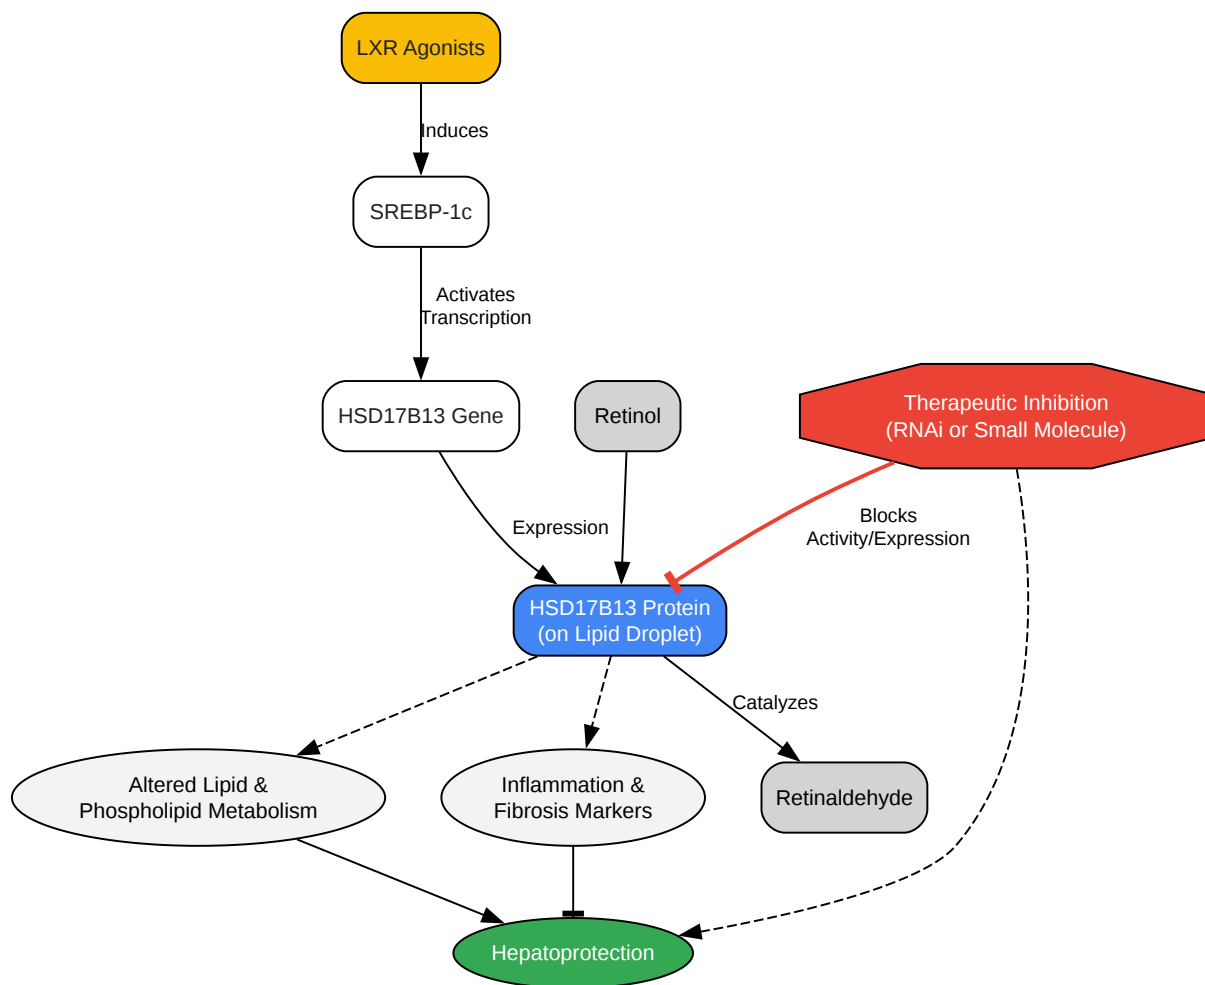 LXR Agonists
Induces
SREBP-1c
Activates
Transcription
HSD17B13 Gene
Retinol
Therapeutic Inhibition
(RNAi or Small Molecule)
Expression
Blocks
Activity/Expression
HSD17B13 Protein
(on Lipid Droplet)
Catalyzes
Altered Lipid &
Phospholipid Metabolism
Inflammation &
Fibrosis Markers
Retinaldehyde
Hepatoprotection